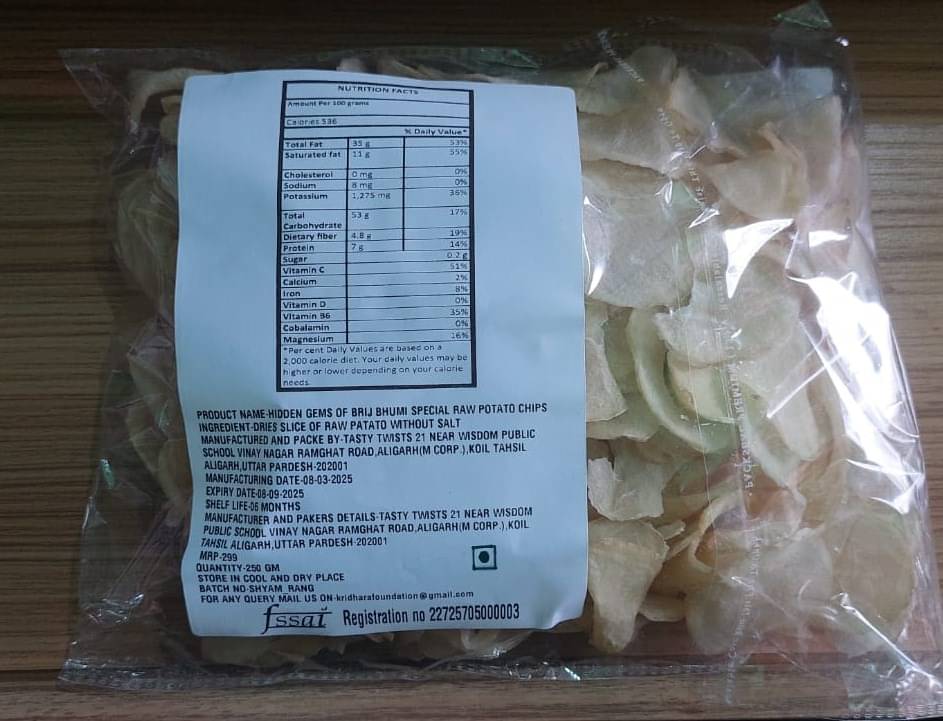 NUTRITION FACTS
Amount Per 100 grams
Calories 536
% Daily Value*
Total Fat 35 g 53%
Saturated fat 11 g 55%
Cholesterol 0 mg 0%
Sodium 8 mg 0%
Potassium 1,275 mg 36%
Total 53 g 17%
Carbohydrate
Dietary fiber 4.8 g 19%
Protein 7 g 14%
Sugar 0.2 g
Vitamin C 51%
Calcium 2%
Iron 8%
Vitamin D 0%
Vitamin B6 35%
Cobalamin 0%
Magnesium 16%
*Per cent Daily Values are based on a
2,000 calorie diet. Your daily values may be
higher or lower depending on your calorie
needs.
PRODUCT NAME-HIDDEN GEMS OF BRIJ BHUMI SPECIAL RAW POTATO CHIPS
INGREDIENT-DRIES SLICE OF RAW PATATO WITHOUT SALT
MANUFACTURED AND PACKE BY-TASTY TWISTS 21 NEAR WISDOM PUBLIC
SCHOOL VINAY NAGAR RAMGHAT ROAD,ALIGARH(M CORP.),KOIL TAHSIL
ALIGARH,UTTAR PARDESH-202001
MANUFACTURING DATE-08-03-2025
EXPIRY DATE-08-09-2025
SHELF LIFE-06 MONTHS
MANUFACTURER AND PAKERS DETAILS-TASTY TWISTS 21 NEAR WISDOM
PUBLIC SCHOOL VINAY NAGAR RAMGHAT ROAD,ALIGARH(M CORP.),KOIL
TAHSIL ALIGARH,UTTAR PARDESH-202001
MRP-299
QUANTITY-250 GM
STORE IN COOL AND DRY PLACE
BATCH NO-SHYAM_RANG
FOR ANY QUERY MAIL US ON-kridharafoundation@gmail.com
fssai Registration no 22725705000003